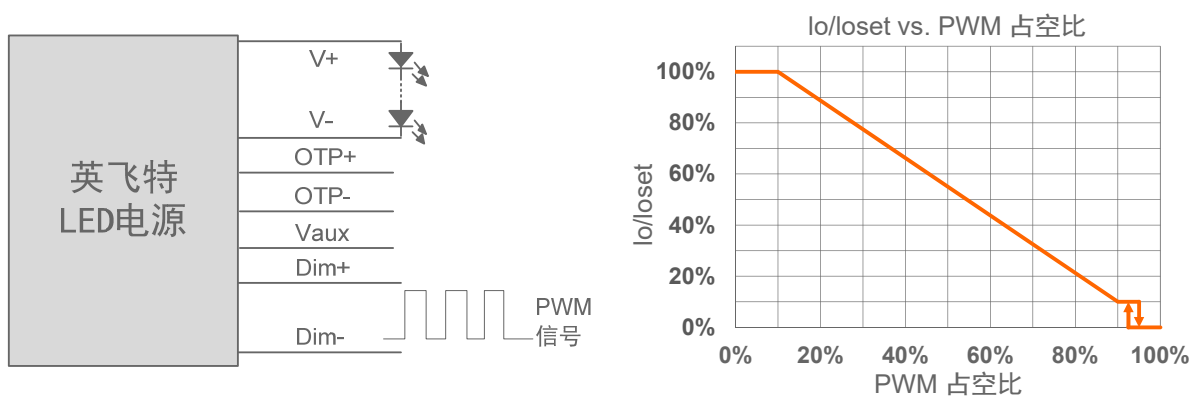 英飞特
LED电源
V+
V-
OTP+
OTP-
Vaux
Dim+
Dim-
PWM
信号
Io/Ioset vs. PWM 占空比
Io/Ioset
100%
80%
60%
40%
20%
0%
0% 20% 40% 60% 80% 100%
PWM 占空比